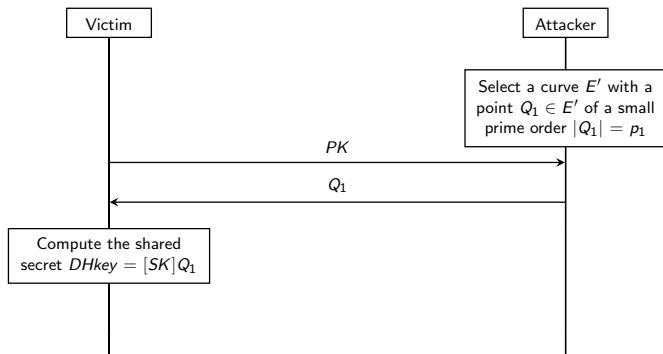 Victim
Attacker
Select a curve E′ with a
point Q₁ ∈ E′ of a small
prime order |Q₁| = p₁
PK
Q₁
Compute the shared
secret DHkey = [SK]Q₁